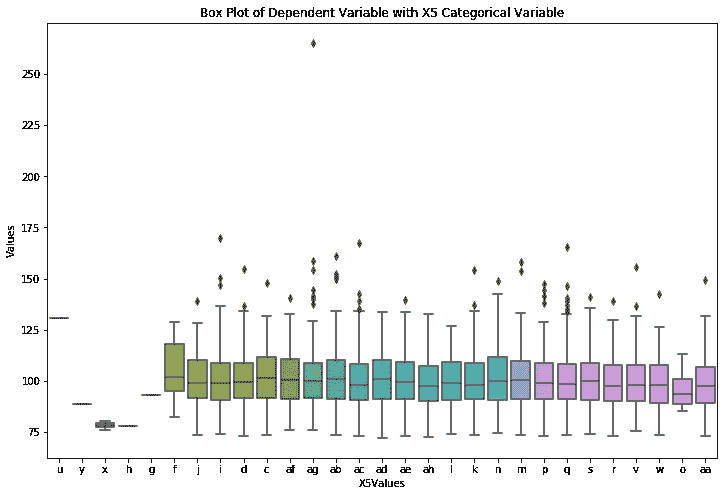 Box Plot of Dependent Variable with X5 Categorical Variable
250
225
200
175
150
125
100
75
Values
u y x h g f j i d c af ag ab ac ad ae ah l k n m p q s r v w o aa
X5Values